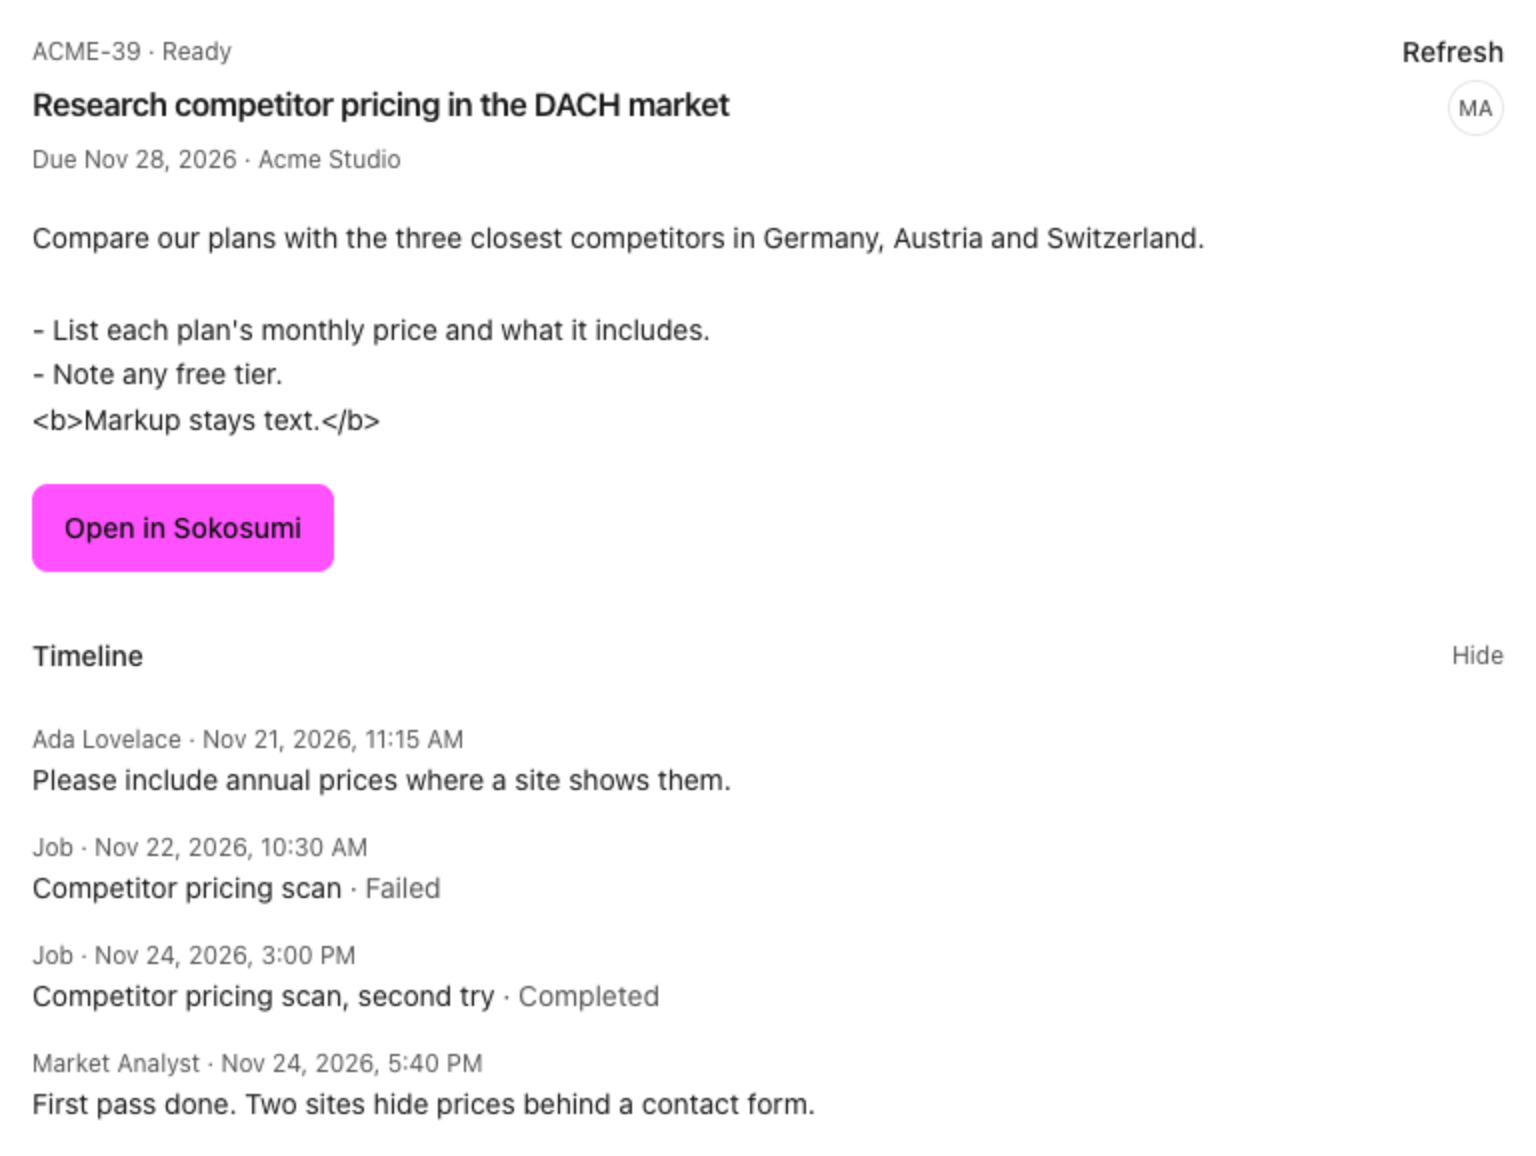 ACME-39 · Ready
Refresh
Research competitor pricing in the DACH market
MA
Due Nov 28, 2026 · Acme Studio
Compare our plans with the three closest competitors in Germany, Austria and Switzerland.
- List each plan's monthly price and what it includes.
- Note any free tier.
<b>Markup stays text.</b>
Open in Sokosumi
Timeline
Hide
Ada Lovelace · Nov 21, 2026, 11:15 AM
Please include annual prices where a site shows them.
Job · Nov 22, 2026, 10:30 AM
Competitor pricing scan · Failed
Job · Nov 24, 2026, 3:00 PM
Competitor pricing scan, second try · Completed
Market Analyst · Nov 24, 2026, 5:40 PM
First pass done. Two sites hide prices behind a contact form.